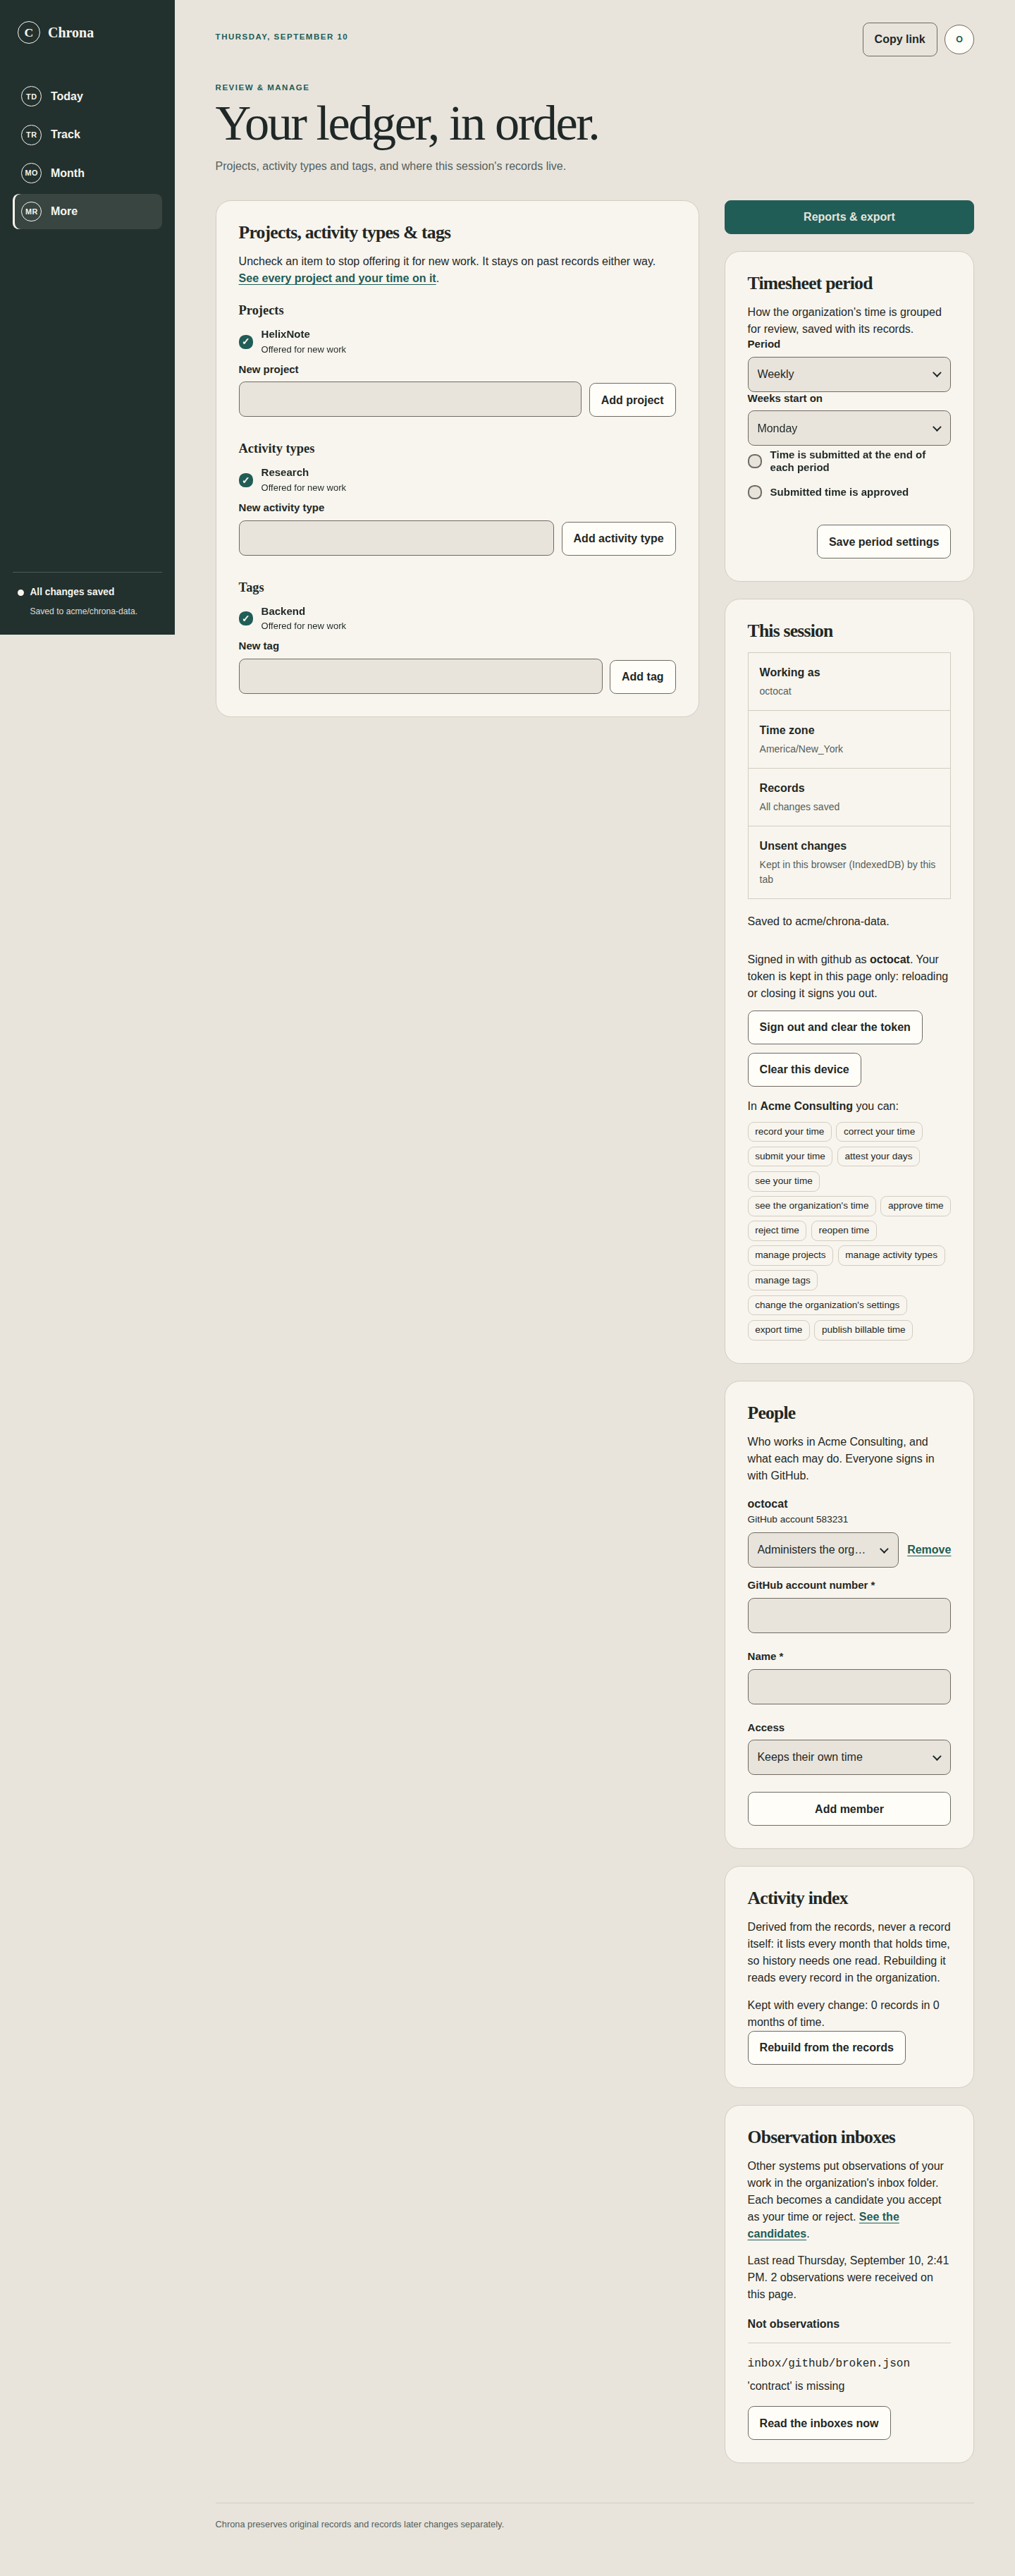 C Chrona
TD Today
TR Track
MO Month
MR More
All changes saved
Saved to acme/chrona-data.
THURSDAY, SEPTEMBER 10
Copy link
O
REVIEW & MANAGE
Your ledger, in order.
Projects, activity types and tags, and where this session's records live.
Projects, activity types & tags
Uncheck an item to stop offering it for new work. It stays on past records either way.
See every project and your time on it.
Projects
HelixNote
Offered for new work
New project
Add project
Activity types
Research
Offered for new work
New activity type
Add activity type
Tags
Backend
Offered for new work
New tag
Add tag
Reports & export
Timesheet period
How the organization's time is grouped
for review, saved with its records.
Period
Weekly
Weeks start on
Monday
Time is submitted at the end of
each period
Submitted time is approved
Save period settings
This session
Working as
octocat
Time zone
America/New_York
Records
All changes saved
Unsent changes
Kept in this browser (IndexedDB) by this
tab
Saved to acme/chrona-data.
Signed in with github as octocat. Your
token is kept in this page only: reloading
or closing it signs you out.
Sign out and clear the token
Clear this device
In Acme Consulting you can:
record your time correct your time
submit your time attest your days
see your time
see the organization's time approve time
reject time reopen time
manage projects manage activity types
manage tags
change the organization's settings
export time publish billable time
People
Who works in Acme Consulting, and
what each may do. Everyone signs in
with GitHub.
octocat
GitHub account 583231
Administers the org… Remove
GitHub account number *
Name *
Access
Keeps their own time
Add member
Activity index
Derived from the records, never a record
itself: it lists every month that holds time,
so history needs one read. Rebuilding it
reads every record in the organization.
Kept with every change: 0 records in 0
months of time.
Rebuild from the records
Observation inboxes
Other systems put observations of your
work in the organization's inbox folder.
Each becomes a candidate you accept
as your time or reject. See the
candidates.
Last read Thursday, September 10, 2:41
PM. 2 observations were received on
this page.
Not observations
inbox/github/broken.json
'contract' is missing
Read the inboxes now
Chrona preserves original records and records later changes separately.